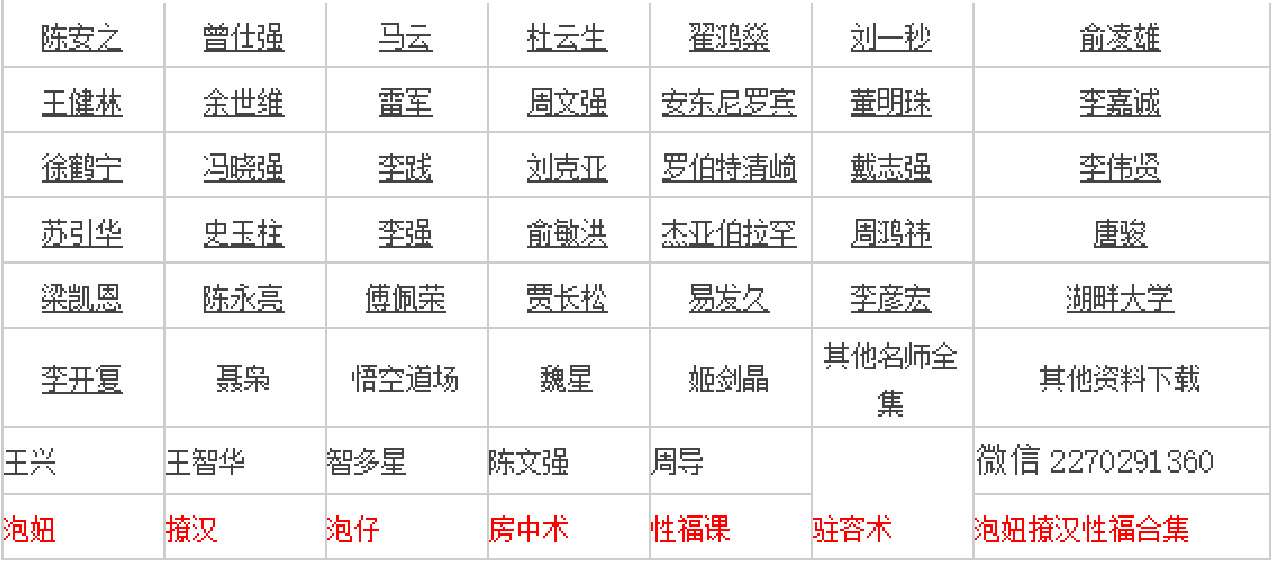 陈安之 曾仕强 马云 杜云生 翟鸿燊 刘一秒 俞凌雄
王健林 余世维 雷军 周文强 安东尼罗宾 董明珠 李嘉诚
徐鹤宁 冯晓强 李践 刘克亚 罗伯特清崎 戴志强 李伟贤
苏引华 史玉柱 李强 俞敏洪 杰亚伯拉罕 周鸿祎 唐骏
梁凯恩 陈永亮 傅佩荣 贾长松 易发久 李彦宏 湖畔大学
李开复 聂枭 悟空道场 魏星 姬剑晶 其他名师全 其他资料下载
集
王兴 王智华 智多星 陈文强 周导 微信 2270291360
泡妞 撩汉 泡仔 房中术 性福课 驻容术 泡妞撩汉性福合集